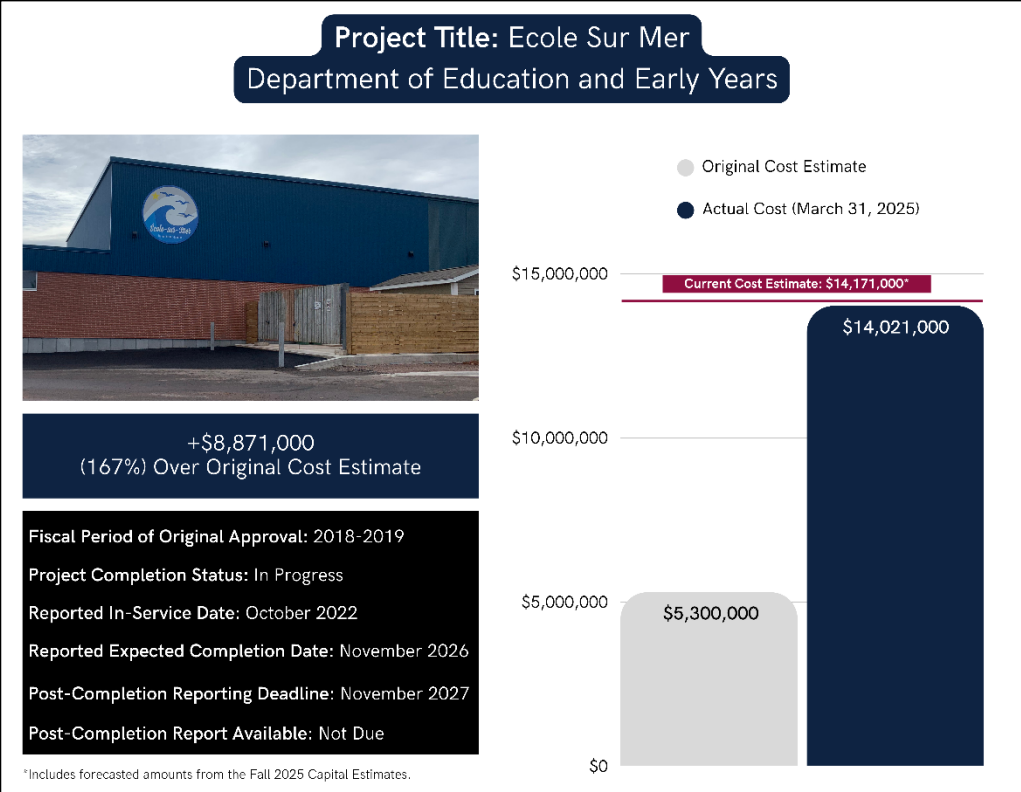 Project Title: Ecole Sur Mer
Department of Education and Early Years
Ecole-sur-Mer
+$8,871,000
(167%) Over Original Cost Estimate
Fiscal Period of Original Approval: 2018-2019
Project Completion Status: In Progress
Reported In-Service Date: October 2022
Reported Expected Completion Date: November 2026
Post-Completion Reporting Deadline: November 2027
Post-Completion Report Available: Not Due
*Includes forecasted amounts from the Fall 2025 Capital Estimates.
Original Cost Estimate
Actual Cost (March 31, 2025)
$15,000,000
Current Cost Estimate: $14,171,000*
$14,021,000
$10,000,000
$5,000,000
$5,300,000
$0